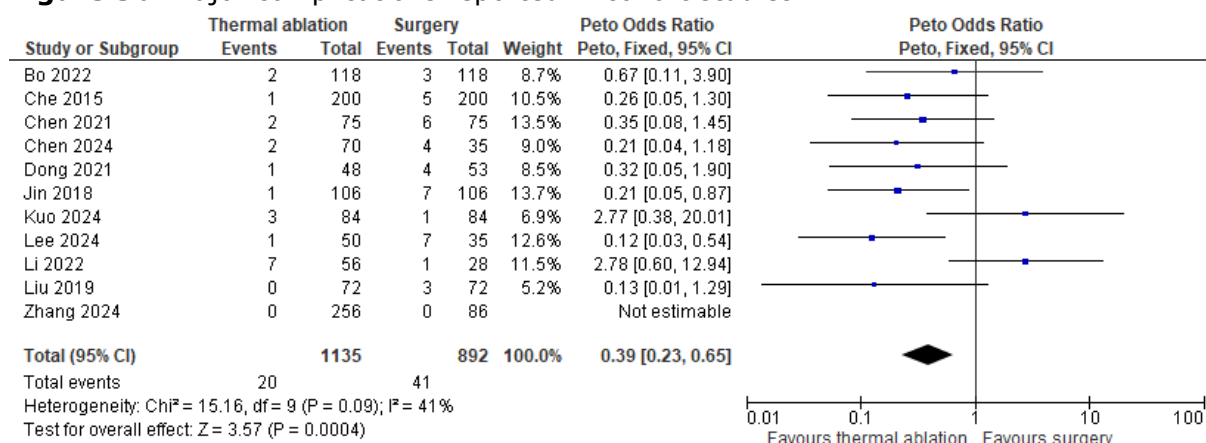 Thermal ablation Surgery Peto Odds Ratio Peto Odds Ratio
Study or Subgroup Events Total Events Total Weight Peto, Fixed, 95% CI Peto, Fixed, 95% CI
Bo 2022 2 118 3 118 8.7% 0.67 [0.11, 3.90]
Che 2015 1 200 5 200 10.5% 0.26 [0.05, 1.30]
Chen 2021 2 75 6 75 13.5% 0.35 [0.08, 1.45]
Chen 2024 2 70 4 35 9.0% 0.21 [0.04, 1.18]
Dong 2021 1 48 4 53 8.5% 0.32 [0.05, 1.90]
Jin 2018 1 106 7 106 13.7% 0.21 [0.05, 0.87]
Kuo 2024 3 84 1 84 6.9% 2.77 [0.38, 20.01]
Lee 2024 1 50 7 35 12.6% 0.12 [0.03, 0.54]
Li 2022 7 56 1 28 11.5% 2.78 [0.60, 12.94]
Liu 2019 0 72 3 72 5.2% 0.13 [0.01, 1.29]
Zhang 2024 0 256 0 86 Not estimable
Total (95% CI) 1135 892 100.0% 0.39 [0.23, 0.65]
Total events 20 41
Heterogeneity: Chi² = 15.16, df = 9 (P = 0.09); I² = 41%
Test for overall effect: Z = 3.57 (P = 0.0004)
0.01 0.1 1 10 100
Favours thermal ablation Favours surgery